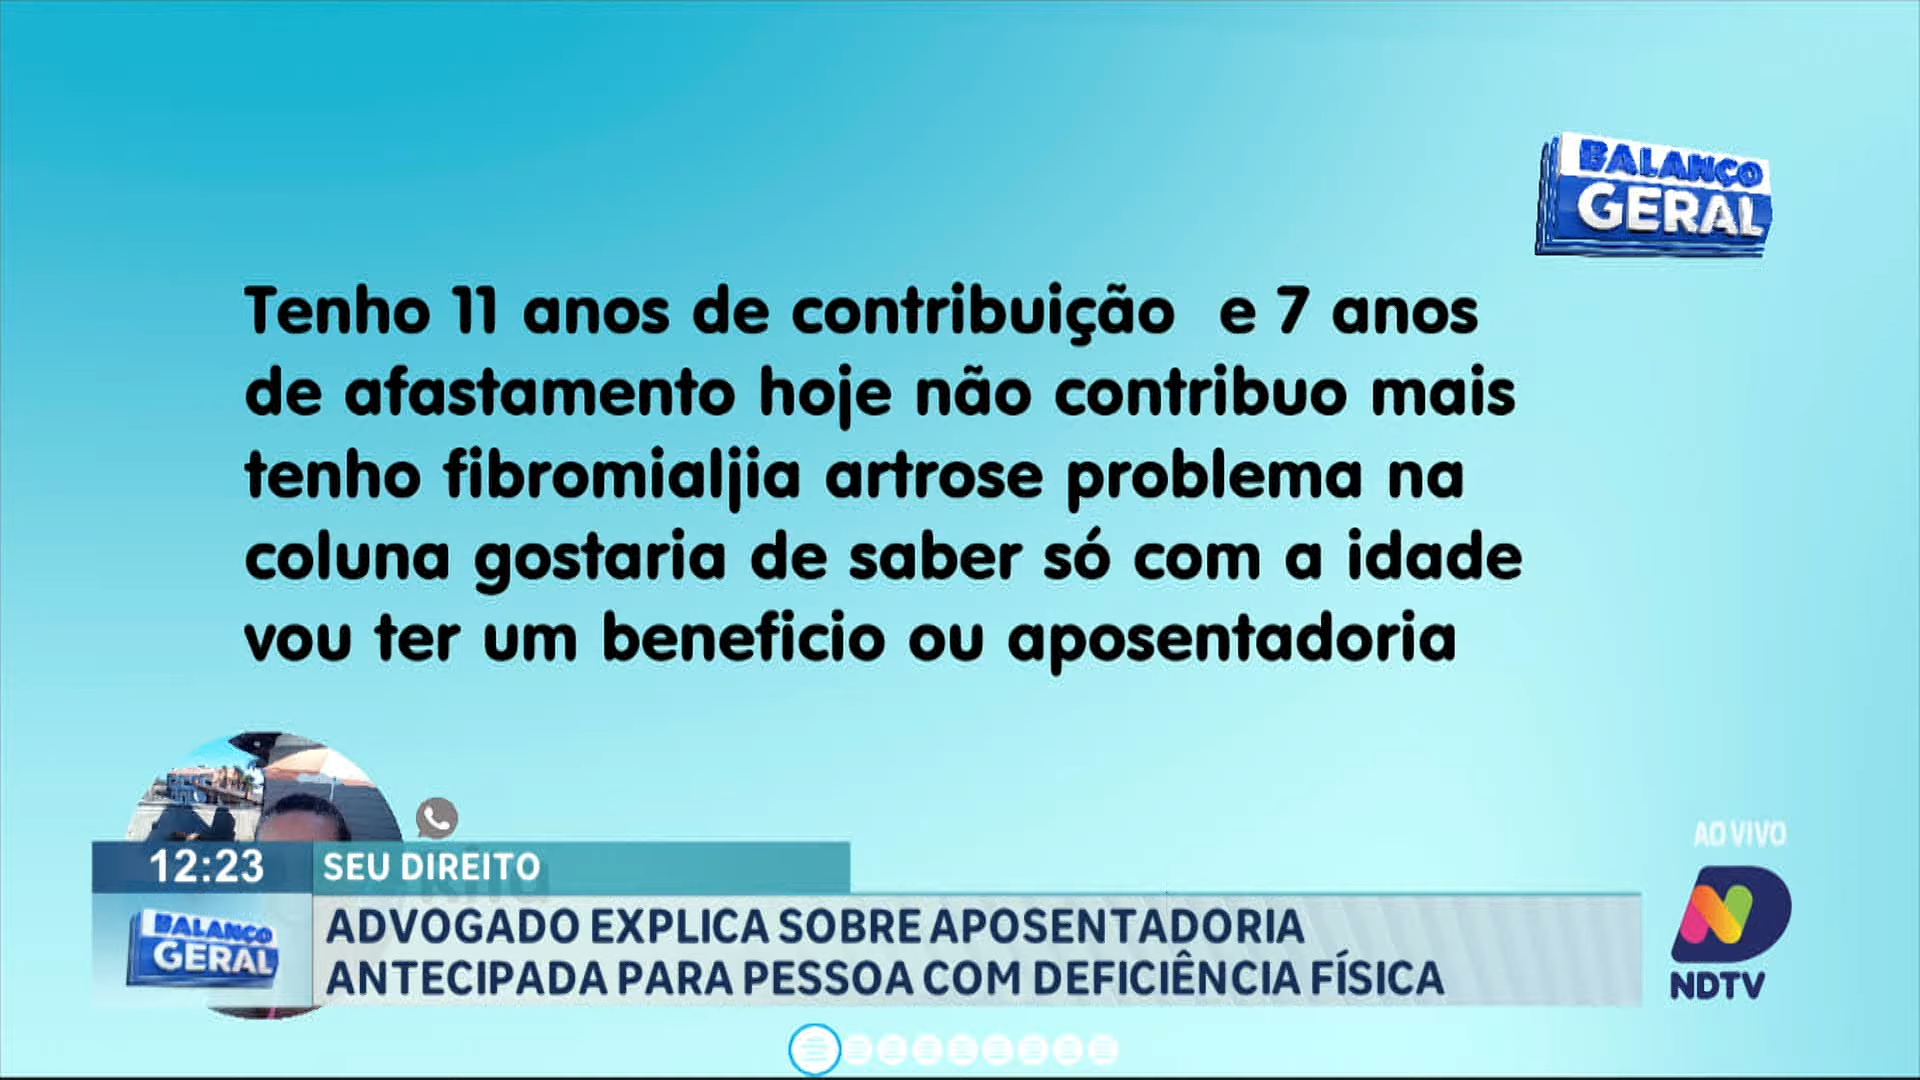 BALANÇO
GERAL
Tenho 11 anos de contribuição e 7 anos
de afastamento hoje não contribuo mais
tenho fibromialjia artrose problema na
coluna gostaria de saber só com a idade
vou ter um beneficio ou aposentadoria
AO VIVO
12:23
SEU DIREITO
BALANÇO
GERAL
ADVOGADO EXPLICA SOBRE APOSENTADORIA
ANTECIPADA PARA PESSOA COM DEFICIÊNCIA FÍSICA
NDTV